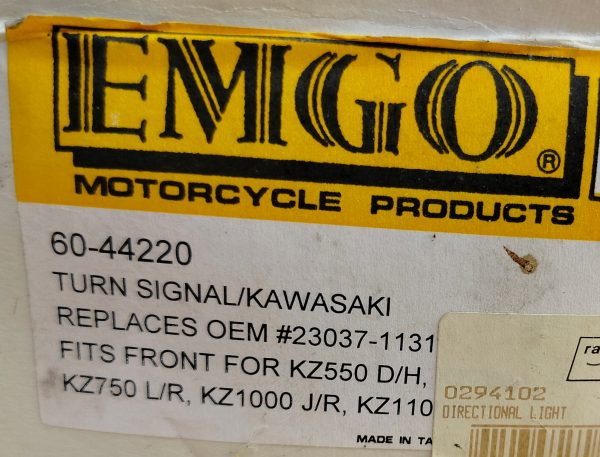 EMGO®
MOTORCYCLE PRODUCTS
60-44220
TURN SIGNAL/KAWASAKI
REPLACES OEM #23037-1131
FITS FRONT FOR KZ550 D/H,
KZ750 L/R, KZ1000 J/R, KZ110
MADE IN TA
ra
0294102
DIRECTIONAL LIGHT